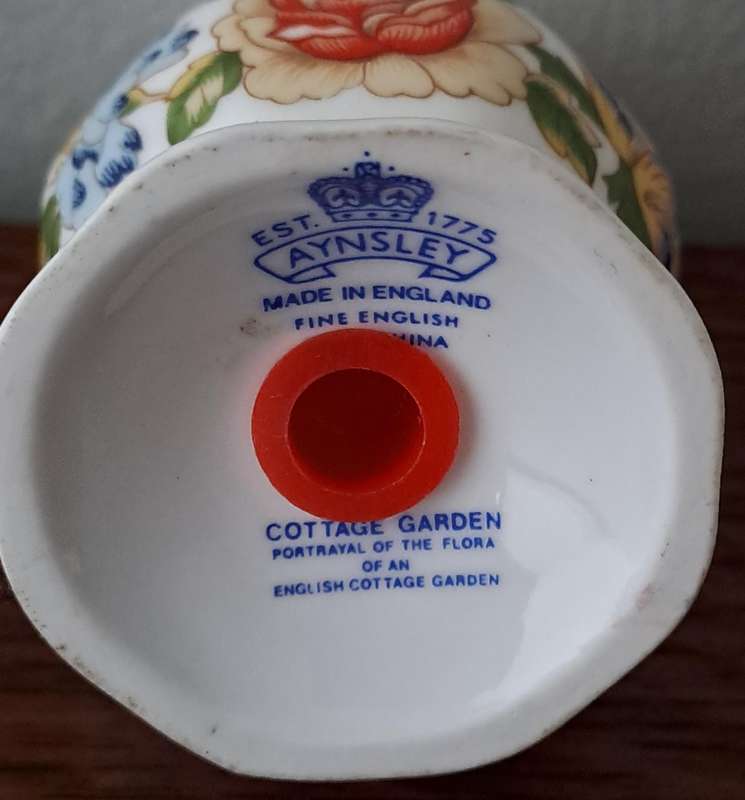 EST. 1775
AYNSLEY
MADE IN ENGLAND
FINE ENGLISH
COTTAGE GARDEN
PORTRAYAL OF THE FLORA
OF AN
ENGLISH COTTAGE GARDEN